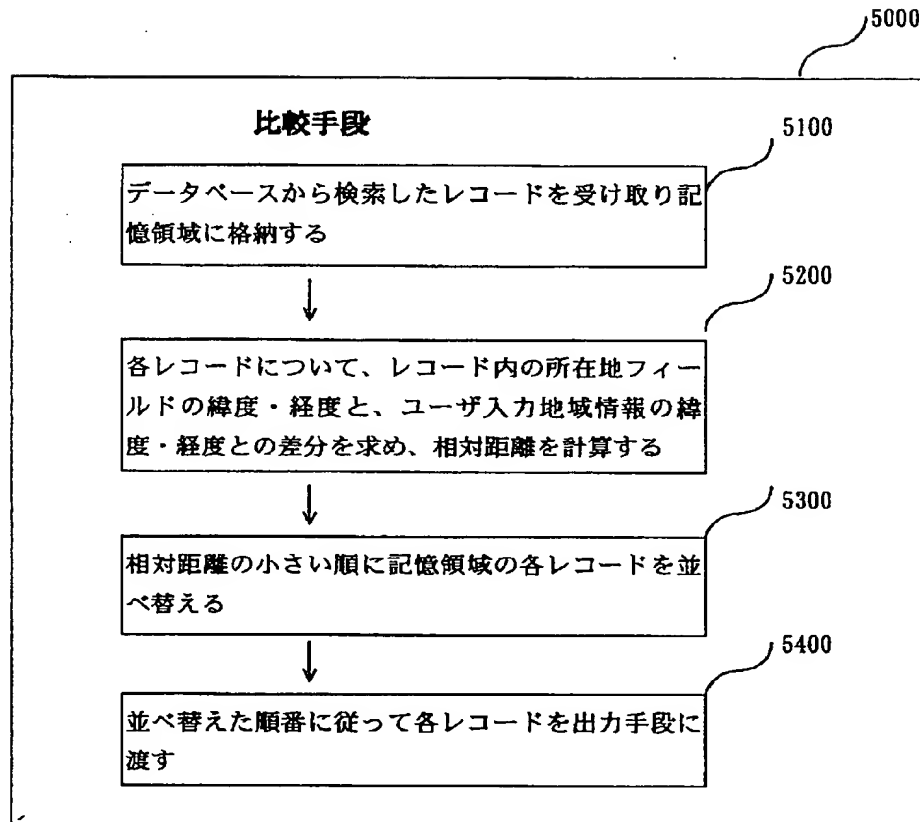 5000
比較手段
5100
データベースから検索したレコードを受け取り記
憶領域に格納する
5200
各レコードについて、レコード内の所在地フィー
ルドの緯度・経度と、ユーザ入力地域情報の緯
度・経度との差分を求め、相対距離を計算する
5300
相対距離の小さい順に記憶領域の各レコードを並
べ替える
5400
並べ替えた順番に従って各レコードを出力手段に
渡す